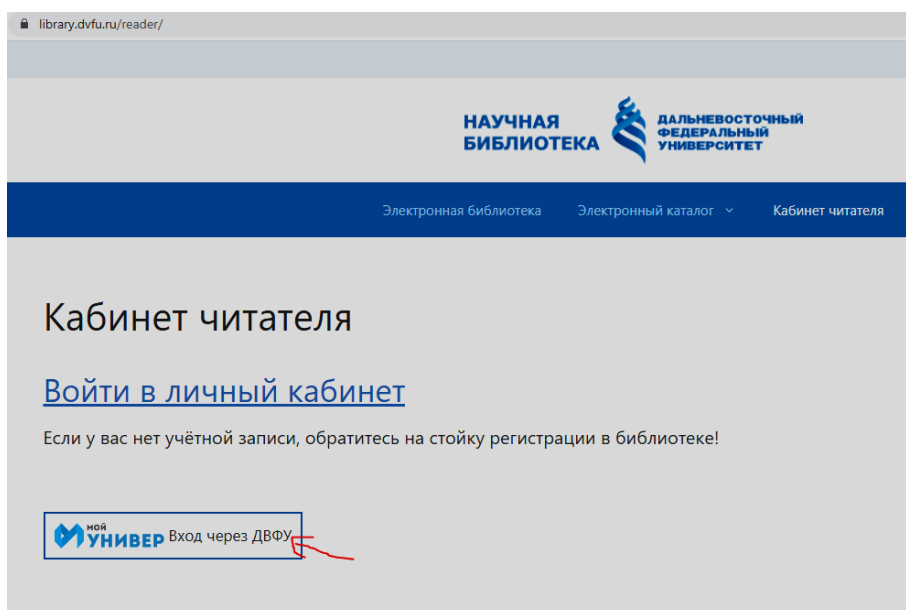 library.dvfu.ru/reader/
НАУЧНАЯ
БИБЛИОТЕКА
ДАЛЬНЕВОСТОЧНЫЙ
ФЕДЕРАЛЬНЫЙ
УНИВЕРСИТЕТ
Электронная библиотека Электронный каталог Кабинет читателя
Кабинет читателя
Войти в личный кабинет
Если у вас нет учётной записи, обратитесь на стойку регистрации в библиотеке!
мой
УНИВЕР Вход через ДВФУ